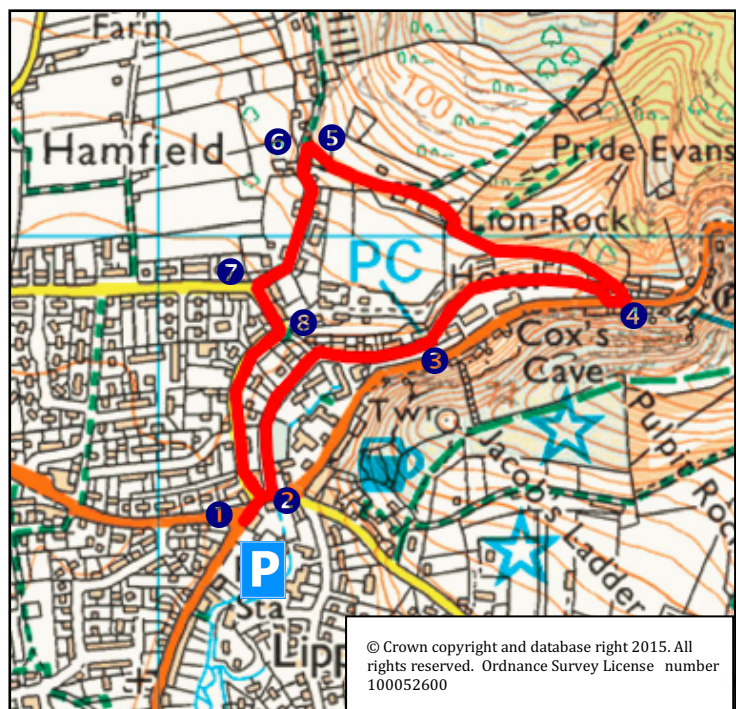 Farm
100
6
5
Hamfield
Pride Evans
Lion-Rock
7
PC
Hotel
8
4
Cox's
Cave
3
Twr
Pulpit Rock
Jacob's Ladder
1
2
P
Sta
Lipp
© Crown copyright and database right 2015. All
rights reserved. Ordnance Survey License number
100052600